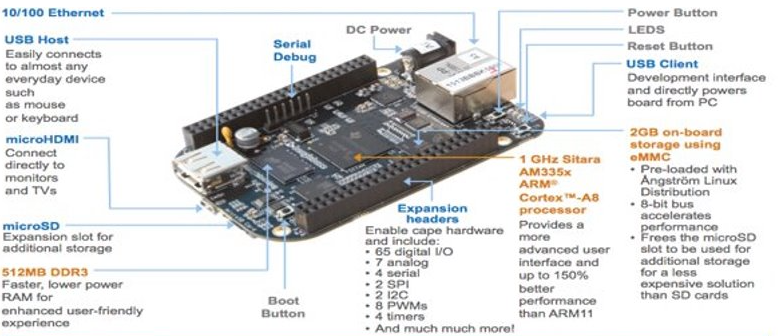 10/100 Ethernet
USB Host
Easily connects
to almost any
everyday device
such
as mouse
or keyboard
microHDMI
Connect
directly to
monitors
and TVs
microSD
Expansion slot for
additional storage
512MB DDR3
Faster, lower power
RAM for
enhanced user-friendly
experience
Serial
Debug
DC Power
Boot
Button
Expansion
headers
Enable cape hardware
and include:
• 65 digital I/O
• 7 analog
• 4 serial
• 2 SPI
• 2 I2C
• 8 PWMs
• 4 timers
• And much much more!
1 GHz Sitara
AM335x
ARM®
Cortex™-A8
processor
Provides a
more
advanced user
interface and
up to 150%
better
performance
than ARM11
Power Button
LEDS
Reset Button
USB Client
Development interface
and directly powers
board from PC
2GB on-board
storage using
eMMC
• Pre-loaded with
Ångström Linux
Distribution
• 8-bit bus
accelerates
performance
• Frees the microSD
slot to be used for
additional storage
for a less
expensive solution
than SD cards